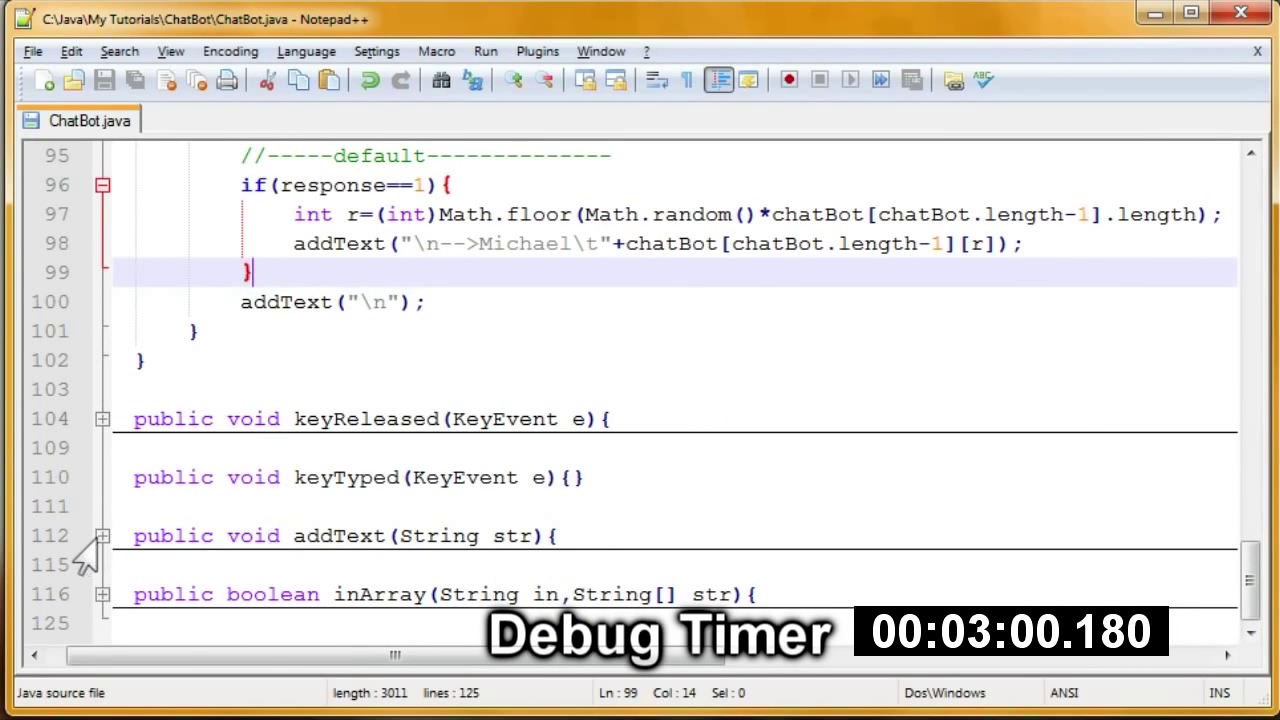 C:\Java\My Tutorials\ChatBot\ChatBot.java - Notepad++
File Edit Search View Encoding Language Settings Macro Run Plugins Window ? X
ABC
ChatBot.java
95 //-----default--------------
96 if(response==1){
97 int r=(int)Math.floor(Math.random()*chatBot[chatBot.length-1].length);
98 addText("\n-->Michael\t"+chatBot[chatBot.length-1][r]);
99 }
100 addText("\n");
101 }
102 }
103
104 public void keyReleased(KeyEvent e){
109
110 public void keyTyped(KeyEvent e){}
111
112 public void addText(String str){
115
116 public boolean inArray(String in,String[] str){
125
Debug Timer 00:03:00.180
Java source file length : 3011 lines : 125 Ln : 99 Col : 14 Sel : 0 Dos\Windows ANSI INS